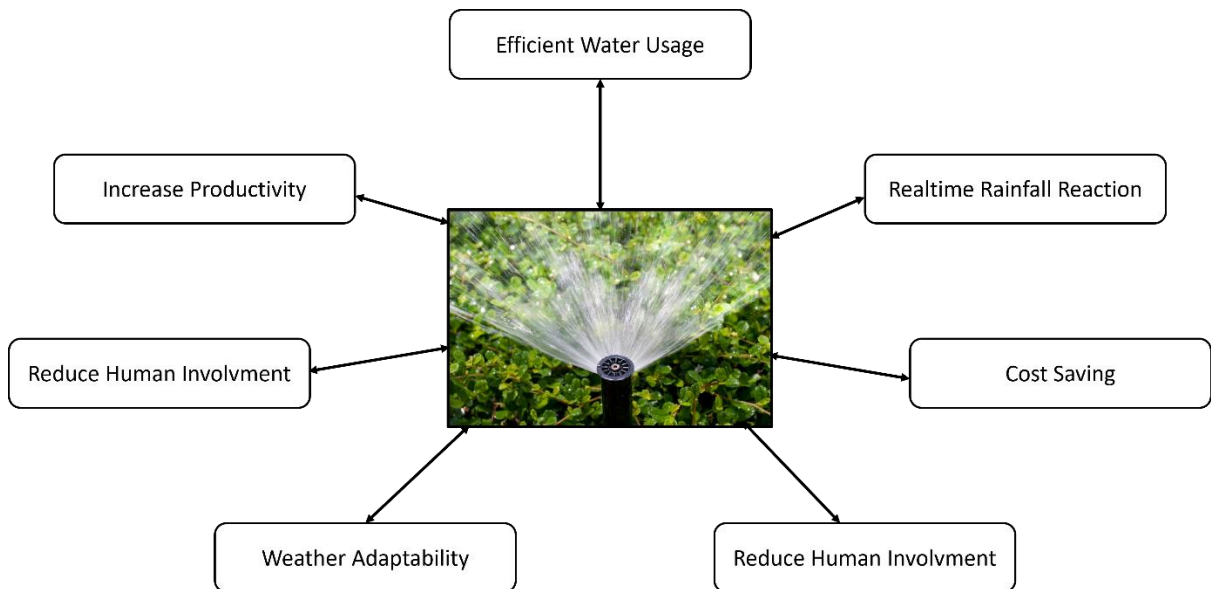 Efficient Water Usage
Increase Productivity
Realtime Rainfall Reaction
Reduce Human Involvment
Cost Saving
Weather Adaptability
Reduce Human Involvment